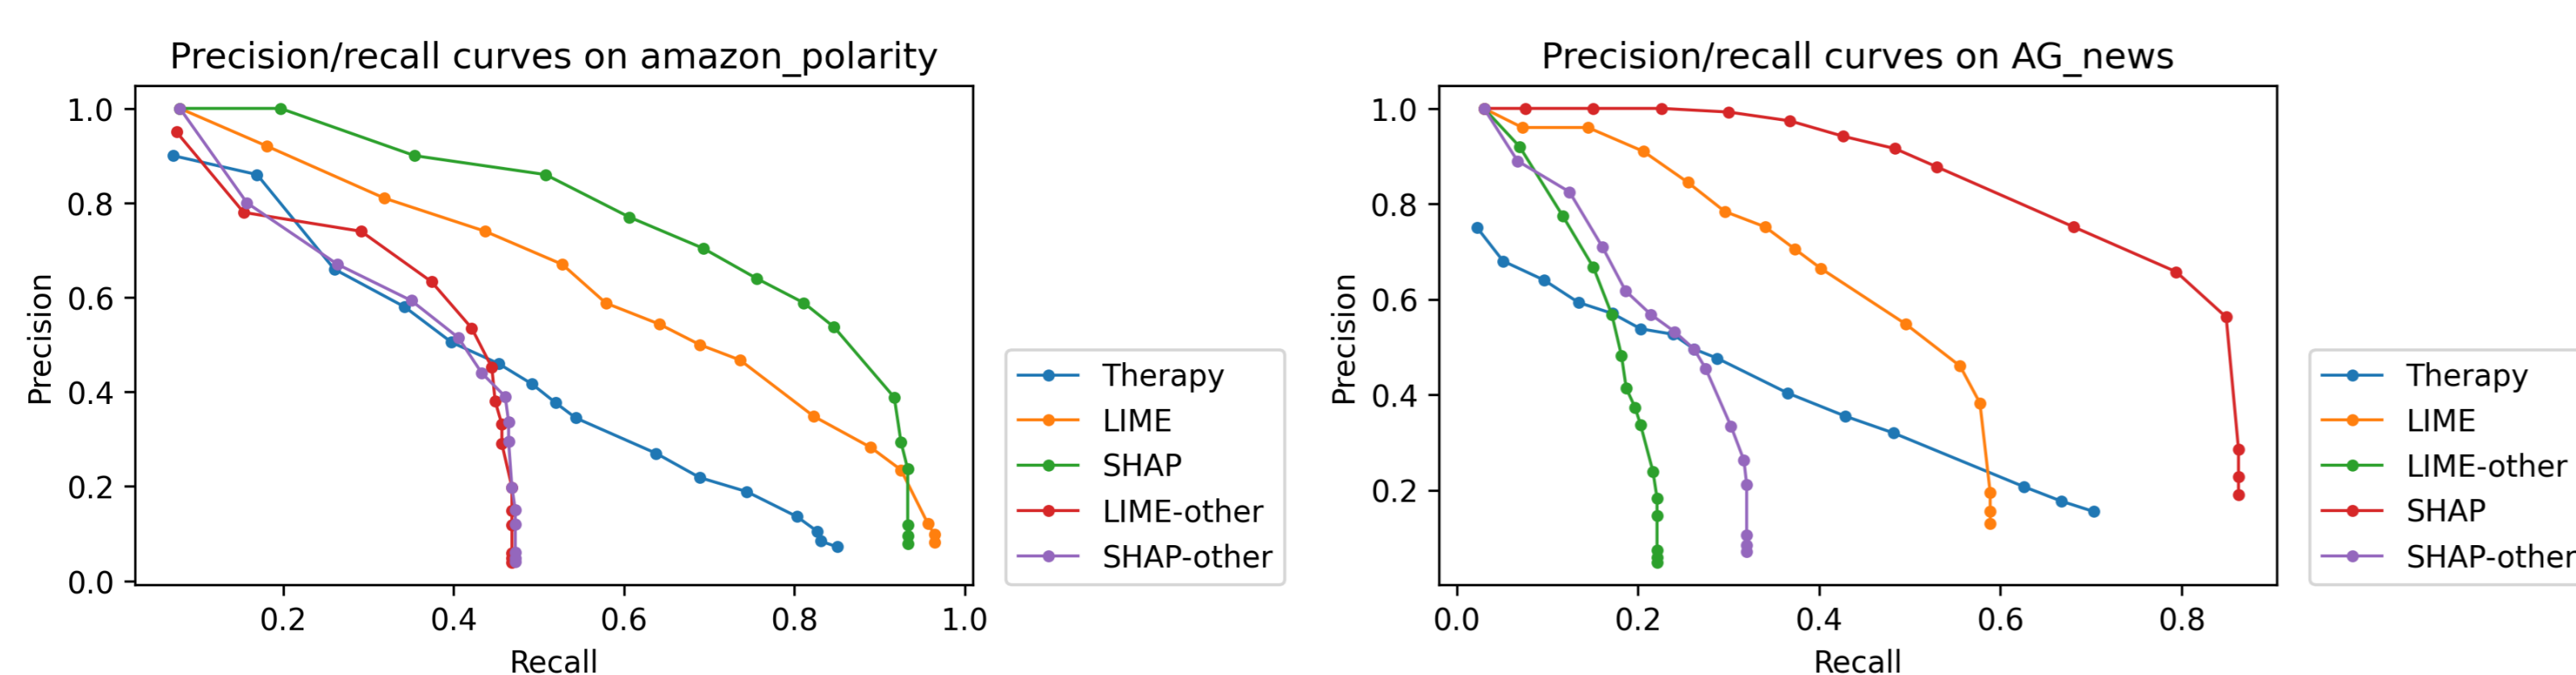 Precision/recall curves on amazon_polarity
Precision
1.0
0.8
0.6
0.4
0.2
0.0
0.2 0.4 0.6 0.8 1.0
Recall
Therapy
LIME
SHAP
LIME-other
SHAP-other
Precision/recall curves on AG_news
Precision
1.0
0.8
0.6
0.4
0.2
0.0 0.2 0.4 0.6 0.8
Recall
Therapy
LIME
LIME-other
SHAP
SHAP-other